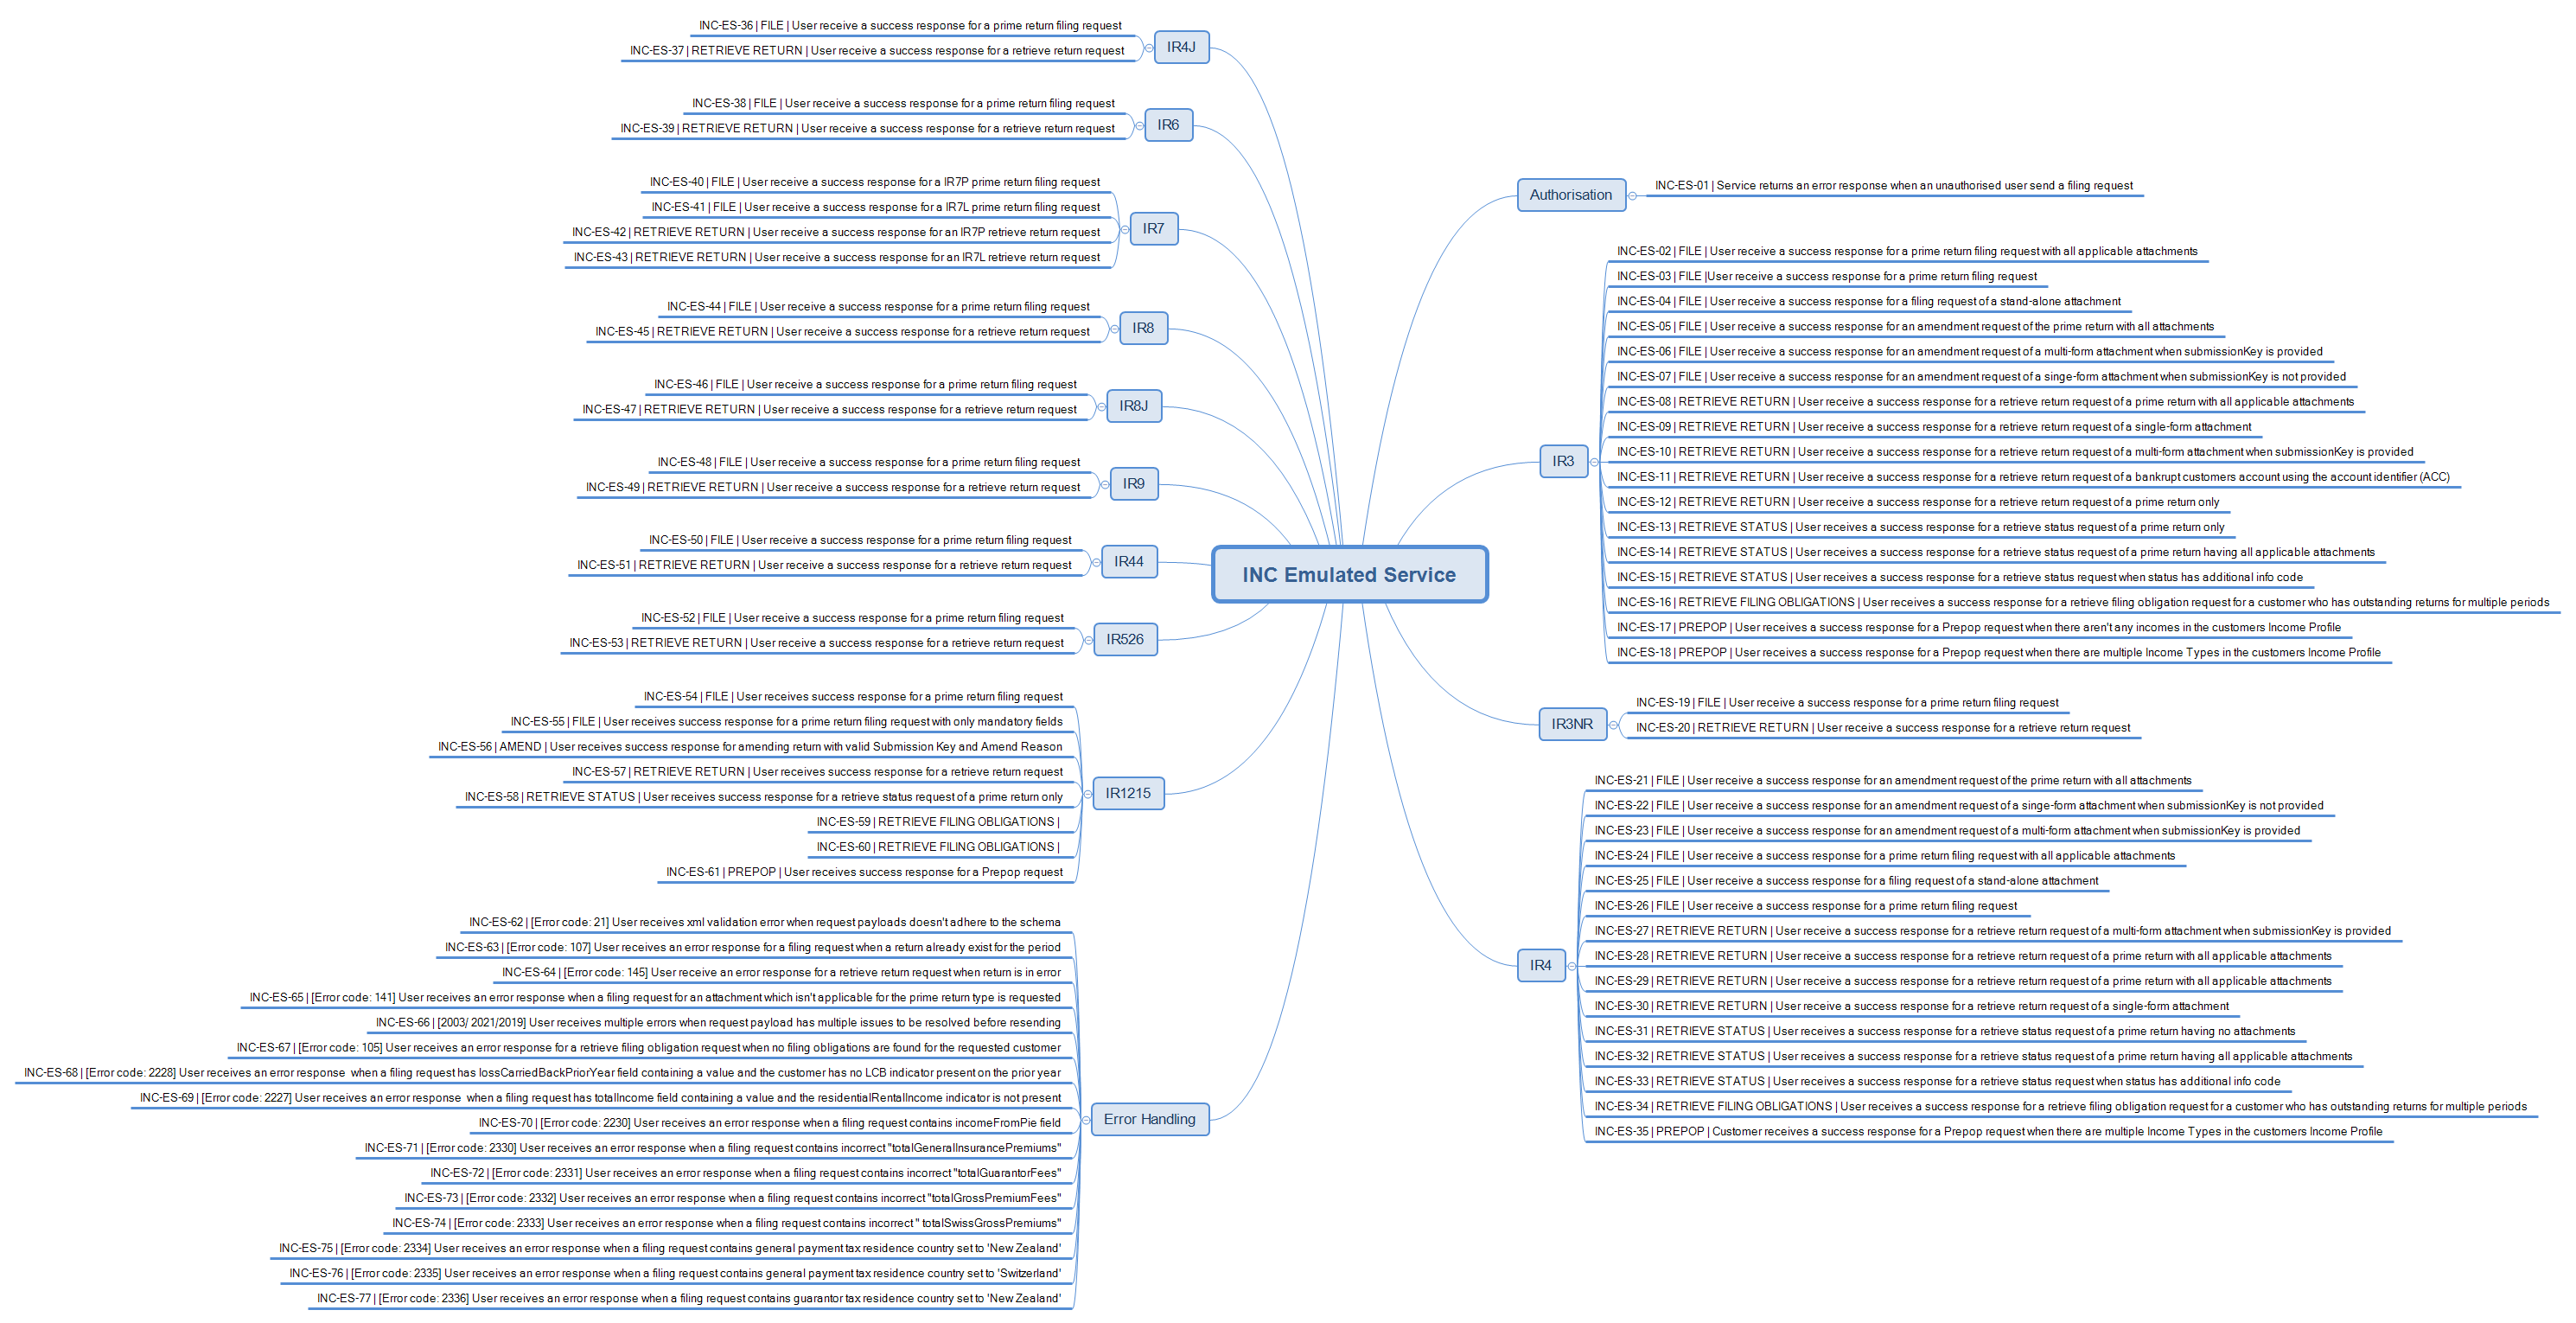 INC Emulated Service
Authorisation
INC-ES-01 | Service returns an error response when an unauthorised user send a filing request
IR3
INC-ES-02 | FILE | User receive a success response for a prime return filing request with all applicable attachments
INC-ES-03 | FILE |User receive a success response for a prime return filing request
INC-ES-04 | FILE | User receive a success response for a filing request of a stand-alone attachment
INC-ES-05 | FILE | User receive a success response for an amendment request of the prime return with all attachments
INC-ES-06 | FILE | User receive a success response for an amendment request of a multi-form attachment when submissionKey is provided
INC-ES-07 | FILE | User receive a success response for an amendment request of a singe-form attachment when submissionKey is not provided
INC-ES-08 | RETRIEVE RETURN | User receive a success response for a retrieve return request of a prime return with all applicable attachments
INC-ES-09 | RETRIEVE RETURN | User receive a success response for a retrieve return request of a single-form attachment
INC-ES-10 | RETRIEVE RETURN | User receive a success response for a retrieve return request of a multi-form attachment when submissionKey is provided
INC-ES-11 | RETRIEVE RETURN | User receive a success response for a retrieve return request of a bankrupt customers account using the account identifier (ACC)
INC-ES-12 | RETRIEVE RETURN | User receive a success response for a retrieve return request of a prime return only
INC-ES-13 | RETRIEVE STATUS | User receives a success response for a retrieve status request of a prime return only
INC-ES-14 | RETRIEVE STATUS | User receives a success response for a retrieve status request of a prime return having all applicable attachments
INC-ES-15 | RETRIEVE STATUS | User receives a success response for a retrieve status request when status has additional info code
INC-ES-16 | RETRIEVE FILING OBLIGATIONS | User receives a success response for a retrieve filing obligation request for a customer who has outstanding returns for multiple periods
INC-ES-17 | PREPOP | User receives a success response for a Prepop request when there aren't any incomes in the customers Income Profile
INC-ES-18 | PREPOP | User receives a success response for a Prepop request when there are multiple Income Types in the customers Income Profile
IR3NR
INC-ES-19 | FILE | User receive a success response for a prime return filing request
INC-ES-20 | RETRIEVE RETURN | User receive a success response for a retrieve return request
IR4
INC-ES-21 | FILE | User receive a success response for an amendment request of the prime return with all attachments
INC-ES-22 | FILE | User receive a success response for an amendment request of a singe-form attachment when submissionKey is not provided
INC-ES-23 | FILE | User receive a success response for an amendment request of a multi-form attachment when submissionKey is provided
INC-ES-24 | FILE | User receive a success response for a prime return filing request with all applicable attachments
INC-ES-25 | FILE | User receive a success response for a filing request of a stand-alone attachment
INC-ES-26 | FILE | User receive a success response for a prime return filing request
INC-ES-27 | RETRIEVE RETURN | User receive a success response for a retrieve return request of a multi-form attachment when submissionKey is provided
INC-ES-28 | RETRIEVE RETURN | User receive a success response for a retrieve return request of a prime return with all applicable attachments
INC-ES-29 | RETRIEVE RETURN | User receive a success response for a retrieve return request of a prime return with all applicable attachments
INC-ES-30 | RETRIEVE RETURN | User receive a success response for a retrieve return request of a single-form attachment
INC-ES-31 | RETRIEVE STATUS | User receives a success response for a retrieve status request of a prime return having no attachments
INC-ES-32 | RETRIEVE STATUS | User receives a success response for a retrieve status request of a prime return having all applicable attachments
INC-ES-33 | RETRIEVE STATUS | User receives a success response for a retrieve status request when status has additional info code
INC-ES-34 | RETRIEVE FILING OBLIGATIONS | User receives a success response for a retrieve filing obligation request for a customer who has outstanding returns for multiple periods
INC-ES-35 | PREPOP | Customer receives a success response for a Prepop request when there are multiple Income Types in the customers Income Profile
IR4J
INC-ES-36 | FILE | User receive a success response for a prime return filing request
INC-ES-37 | RETRIEVE RETURN | User receive a success response for a retrieve return request
IR6
INC-ES-38 | FILE | User receive a success response for a prime return filing request
INC-ES-39 | RETRIEVE RETURN | User receive a success response for a retrieve return request
IR7
INC-ES-40 | FILE | User receive a success response for a IR7P prime return filing request
INC-ES-41 | FILE | User receive a success response for a IR7L prime return filing request
INC-ES-42 | RETRIEVE RETURN | User receive a success response for an IR7P retrieve return request
INC-ES-43 | RETRIEVE RETURN | User receive a success response for an IR7L retrieve return request
IR8
INC-ES-44 | FILE | User receive a success response for a prime return filing request
INC-ES-45 | RETRIEVE RETURN | User receive a success response for a retrieve return request
IR8J
INC-ES-46 | FILE | User receive a success response for a prime return filing request
INC-ES-47 | RETRIEVE RETURN | User receive a success response for a retrieve return request
IR9
INC-ES-48 | FILE | User receive a success response for a prime return filing request
INC-ES-49 | RETRIEVE RETURN | User receive a success response for a retrieve return request
IR44
INC-ES-50 | FILE | User receive a success response for a prime return filing request
INC-ES-51 | RETRIEVE RETURN | User receive a success response for a retrieve return request
IR526
INC-ES-52 | FILE | User receive a success response for a prime return filing request
INC-ES-53 | RETRIEVE RETURN | User receive a success response for a retrieve return request
IR1215
INC-ES-54 | FILE | User receives success response for a prime return filing request
INC-ES-55 | FILE | User receives success response for a prime return filing request with only mandatory fields
INC-ES-56 | AMEND | User receives success response for amending return with valid Submission Key and Amend Reason
INC-ES-57 | RETRIEVE RETURN | User receives success response for a retrieve return request
INC-ES-58 | RETRIEVE STATUS | User receives success response for a retrieve status request of a prime return only
INC-ES-59 | RETRIEVE FILING OBLIGATIONS |
INC-ES-60 | RETRIEVE FILING OBLIGATIONS |
INC-ES-61 | PREPOP | User receives success response for a Prepop request
Error Handling
INC-ES-62 | [Error code: 21] User receives xml validation error when request payloads doesn't adhere to the schema
INC-ES-63 | [Error code: 107] User receives an error response for a filing request when a return already exist for the period
INC-ES-64 | [Error code: 145] User receive an error response for a retrieve return request when return is in error
INC-ES-65 | [Error code: 141] User receives an error response when a filing request for an attachment which isn't applicable for the prime return type is requested
INC-ES-66 | [2003/ 2021/2019] User receives multiple errors when request payload has multiple issues to be resolved before resending
INC-ES-67 | [Error code: 105] User receives an error response for a retrieve filing obligation request when no filing obligations are found for the requested customer
INC-ES-68 | [Error code: 2228] User receives an error response  when a filing request has lossCarriedBackPriorYear field containing a value and the customer has no LCB indicator present on the prior year
INC-ES-69 | [Error code: 2227] User receives an error response  when a filing request has totalIncome field containing a value and the residentialRentalIncome indicator is not present
INC-ES-70 | [Error code: 2230] User receives an error response when a filing request contains incomeFromPie field
INC-ES-71 | [Error code: 2330] User receives an error response when a filing request contains incorrect "totalGeneralInsurancePremiums"
INC-ES-72 | [Error code: 2331] User receives an error response when a filing request contains incorrect "totalGuarantorFees"
INC-ES-73 | [Error code: 2332] User receives an error response when a filing request contains incorrect "totalGrossPremiumFees"
INC-ES-74 | [Error code: 2333] User receives an error response when a filing request contains incorrect " totalSwissGrossPremiums"
INC-ES-75 | [Error code: 2334] User receives an error response when a filing request contains general payment tax residence country set to 'New Zealand'
INC-ES-76 | [Error code: 2335] User receives an error response when a filing request contains general payment tax residence country set to 'Switzerland'
INC-ES-77 | [Error code: 2336] User receives an error response when a filing request contains guarantor tax residence country set to 'New Zealand'